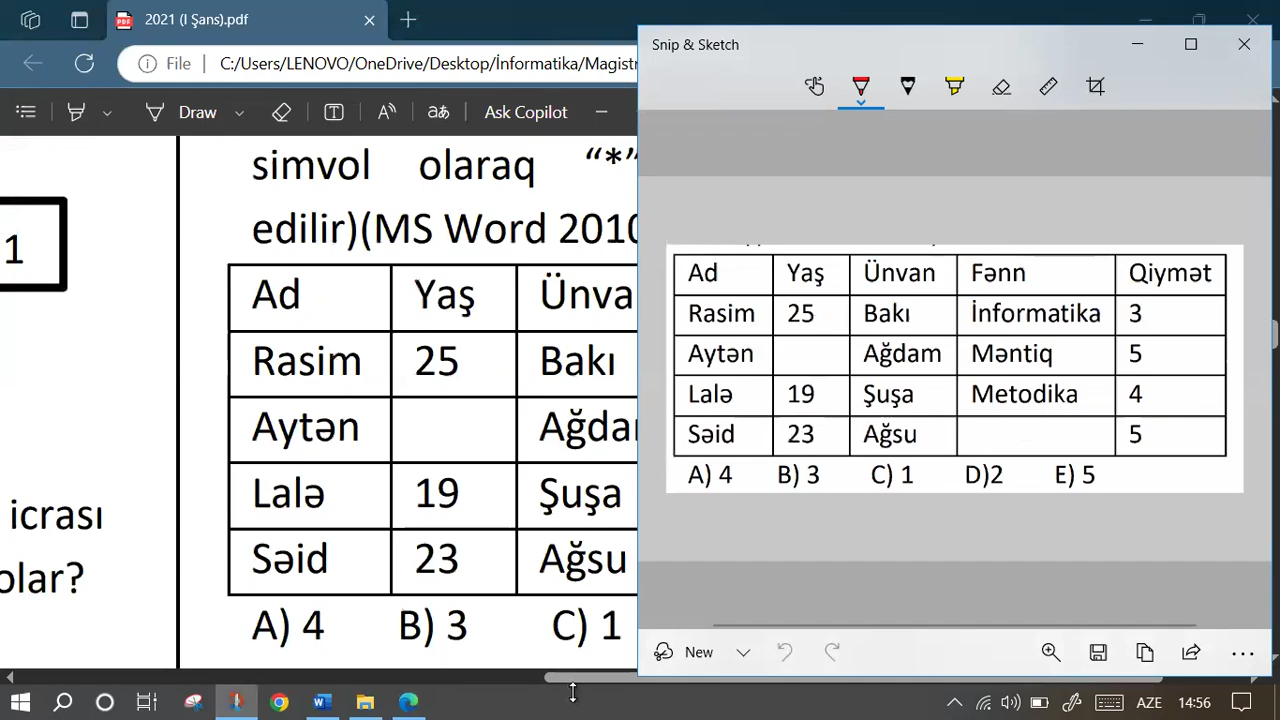 2021 (I Şans).pdf
File C:/Users/LENOVO/OneDrive/Desktop/İnformatika/Magistr
Draw aあ Ask Copilot
simvol olaraq “*”
edilir)(MS Word 2010
1
icrası
olar?
Ad Yaş Ünva
Rasim 25 Bakı
Aytən Ağda
Lalə 19 Şuşa
Səid 23 Ağsu
A) 4 B) 3 C) 1
Snip & Sketch
Ad Yaş Ünvan Fənn Qiymət
Rasim 25 Bakı İnformatika 3
Aytən Ağdam Məntiq 5
Lalə 19 Şuşa Metodika 4
Səid 23 Ağsu 5
A) 4 B) 3 C) 1 D)2 E) 5
New
AZE 14:56